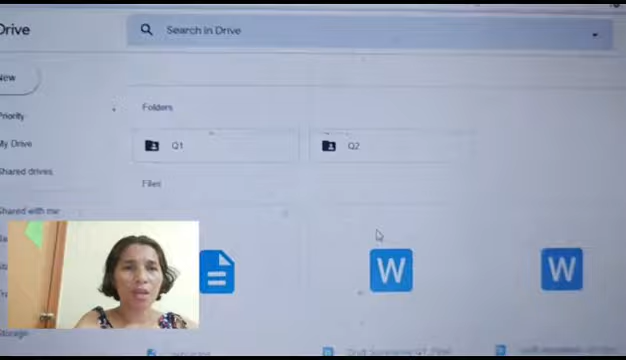 Drive
Search in Drive
New
Folders
Priority
Q1
Q2
My Drive
Shared drives
Files
Shared with me
W
W
Storage